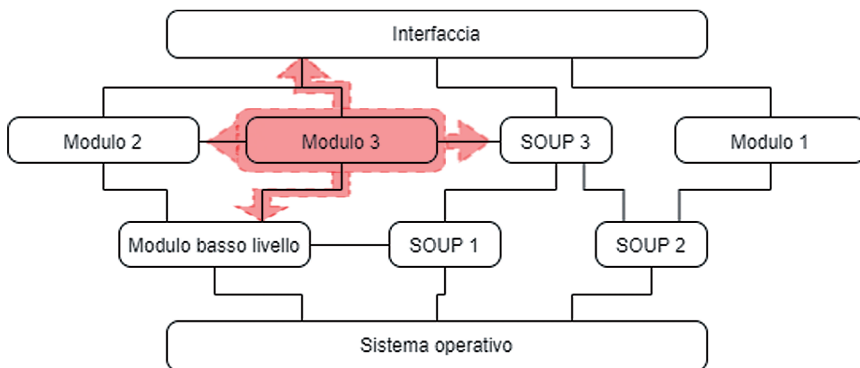 Interfaccia
Modulo 2
Modulo 3
SOUP 3
Modulo 1
Modulo basso livello
SOUP 1
SOUP 2
Sistema operativo